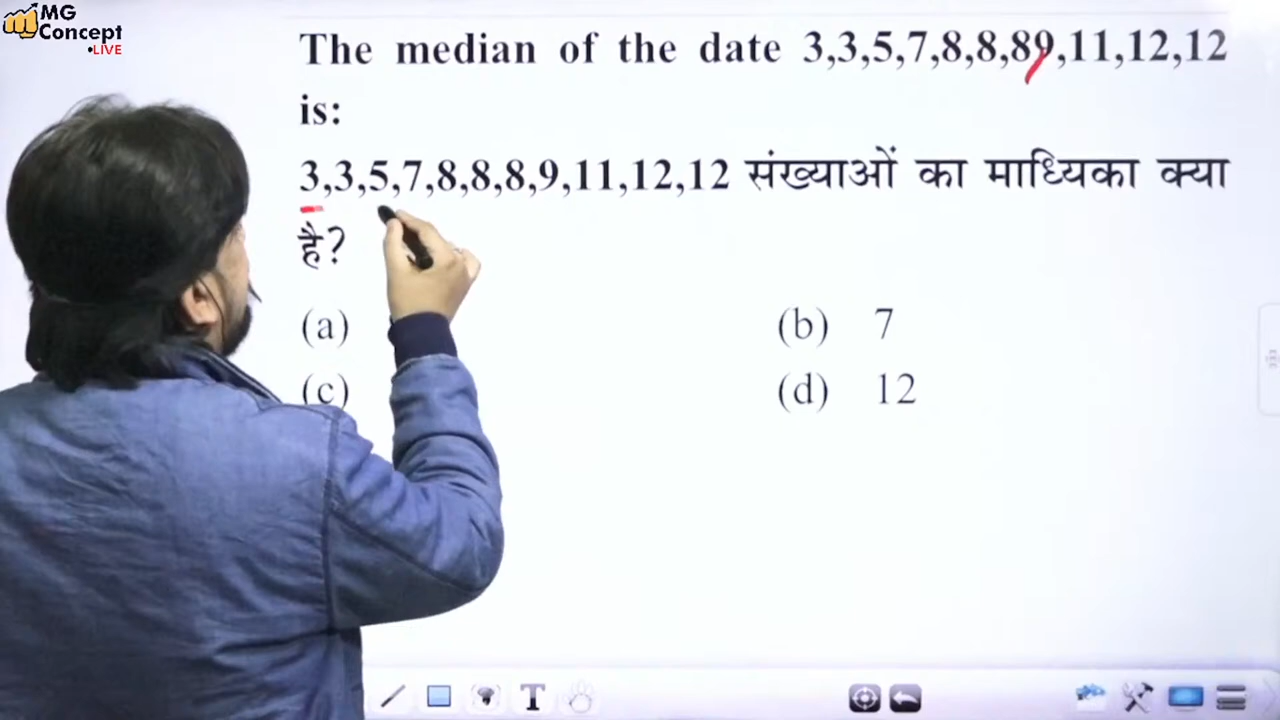 MG
Concept
LIVE
The median of the date 3,3,5,7,8,8,89,11,12,12
is:
3,3,5,7,8,8,8,9,11,12,12 संख्याओं का माध्यिका क्या
है?
(a)
(b) 7
(c)
(d) 12
T